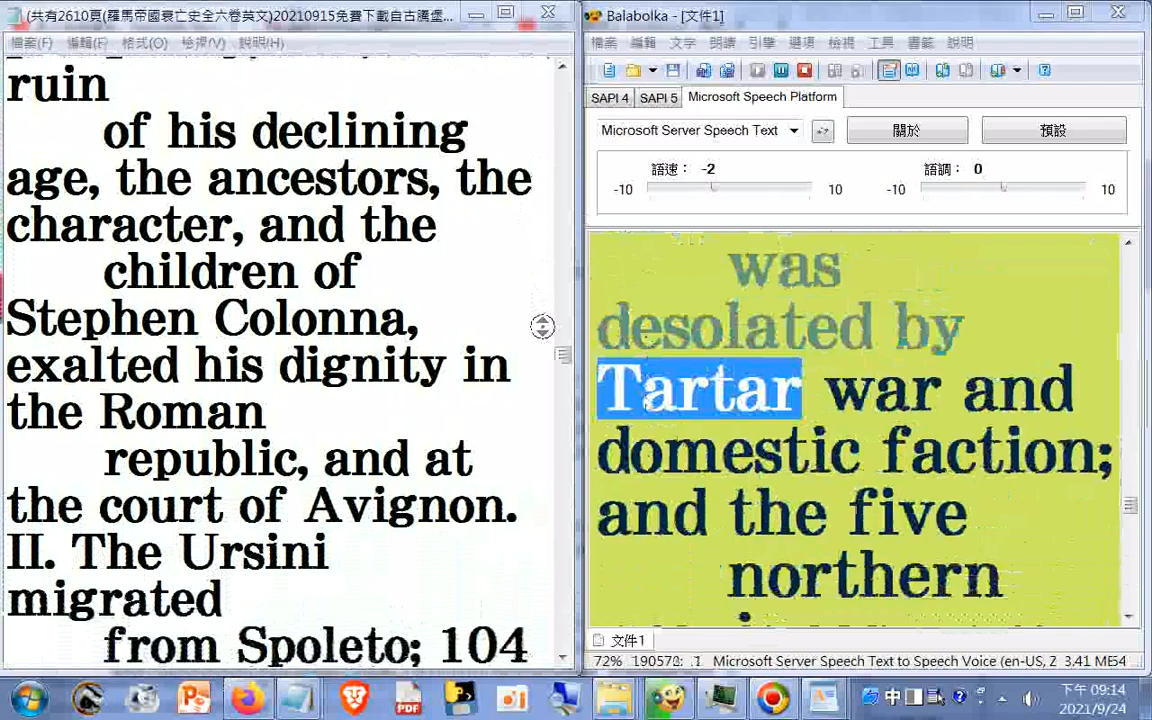 (共有2610頁(羅馬帝國衰亡史全六卷英文)20210915免費下載自古騰堡...
檔案(F) 編輯(E) 格式(O) 檢視(V) 說明(H)
ruin
of his declining
age, the ancestors, the
character, and the
children of
Stephen Colonna,
exalted his dignity in
the Roman
republic, and at
the court of Avignon.
II. The Ursini
migrated
from Spoleto; 104
Balabolka - [文件1]
檔案 編輯 文字 朗讀 引擎 選項 檢視 工具 書籤 說明
SAPI 4 SAPI 5 Microsoft Speech Platform
Microsoft Server Speech Text 關於 預設
語速： -2 語調： 0
-10 10 -10 10
was
desolated by
Tartar war and
domestic faction;
and the five
northern
文件1
72% Microsoft Server Speech Text to Speech Voice (en-US, Z 3.41 ME54
中
下午 09:14
2021/9/24